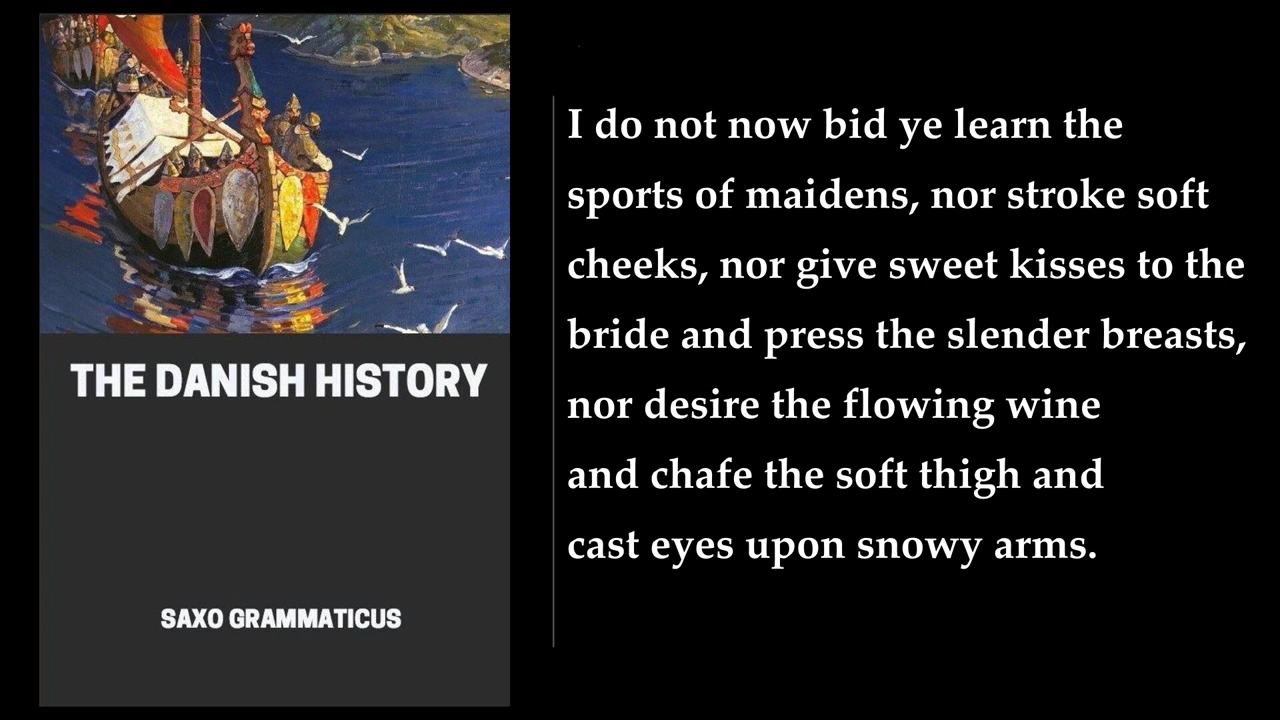 THE DANISH HISTORY
SAXO GRAMMATICUS
I do not now bid ye learn the
sports of maidens, nor stroke soft
cheeks, nor give sweet kisses to the
bride and press the slender breasts,
nor desire the flowing wine
and chafe the soft thigh and
cast eyes upon snowy arms.